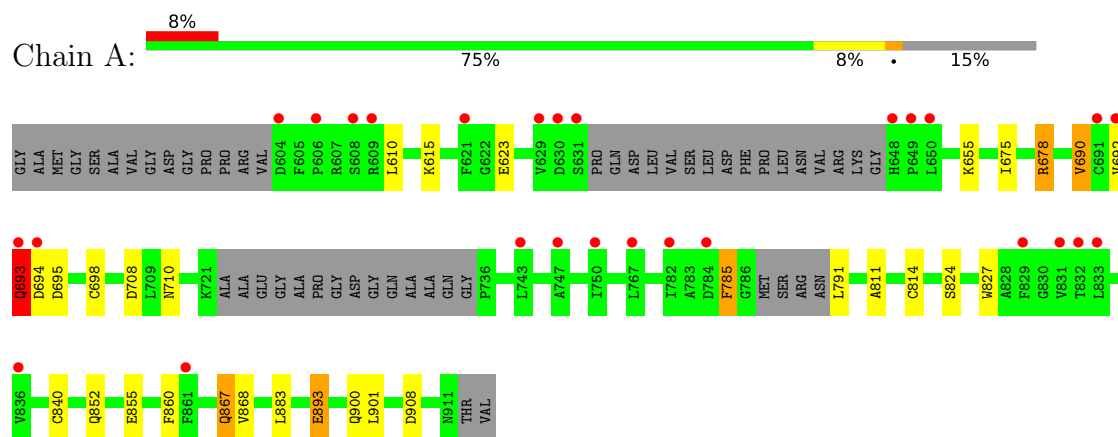 8%
Chain A:
75% 8% • 15%
GLY ALA MET GLY SER ALA VAL GLY ASP GLY PRO PRO ARG VAL D604 F605 P606 R607 S608 R609 L610 K615 F621 G622 E623 V629 D630 S631 PRO GLN ASP LEU VAL SER LEU ASP PHE PRO LEU ASN VAL ARG LYS GLY H648 P649 L650 K655 I675 R678 V690 C691 V692
Q693 D694 D695 C698 D708 L709 N710 K721 ALA ALA GLU GLY ALA PRO GLY ASP GLY GLN ALA ALA GLN GLY P736 L743 A747 I750 L767 I782 A783 D784 F785 G786 MET SER ARG ASN L791 A811 C814 S824 W827 A828 F829 G830 V831 T832 L833
V836 C840 Q852 E855 F860 F861 Q867 V868 L883 E893 Q900 L901 D908 N911 THR VAL